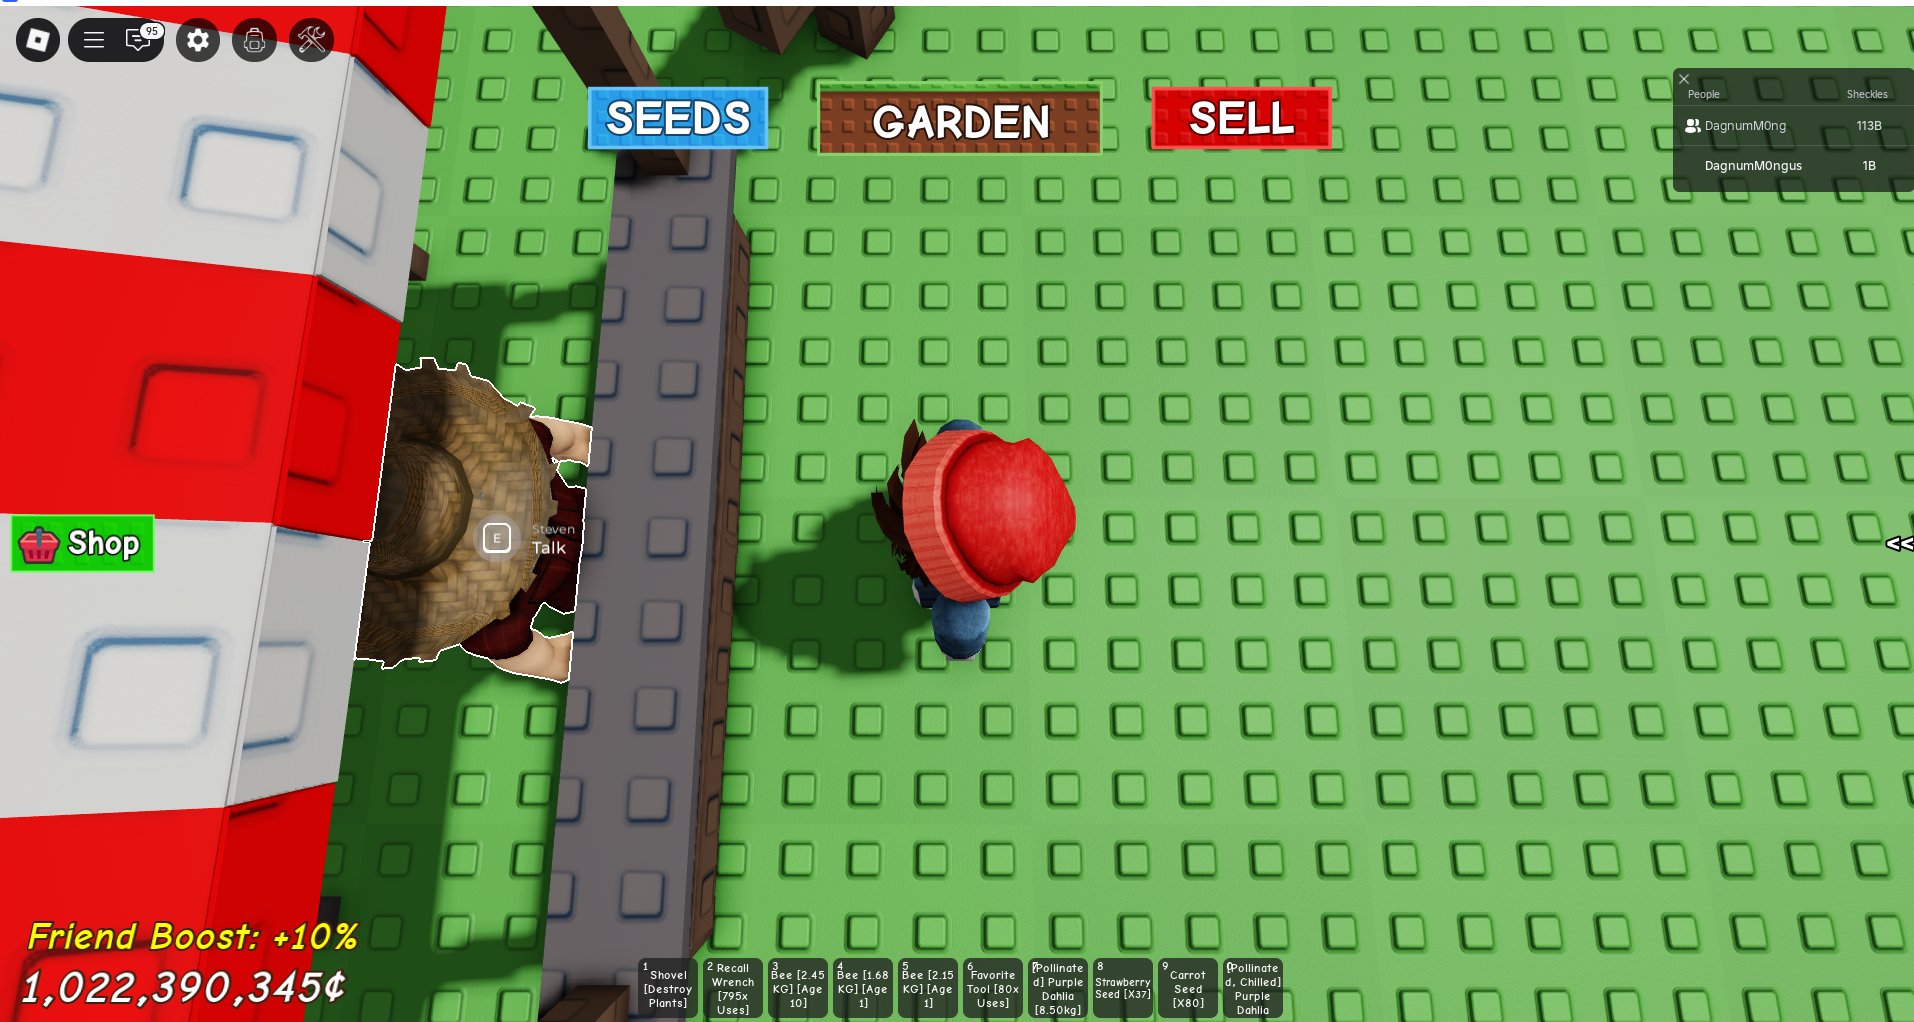 95
SEEDS
GARDEN
SELL
People Sheckles
DagnumM0ng 113B
DagnumM0ngus 1B
E
Steven
Talk
Shop
<<
Friend Boost: +10%
1,022,390,345¢
1
Shovel
[Destroy
Plants]
2 Recall
Wrench
[795x
Uses]
3
Bee [2.45
KG] [Age
10]
4
Bee [1.68
KG] [Age
1]
5
Bee [2.15
KG] [Age
1]
6
Favorite
Tool [80x
Uses]
7
[Pollinate
d] Purple
Dahlia
[8.50kg]
8
Strawberry
Seed [X37]
9
Carrot
Seed
[X80]
0
[Pollinate
d, Chilled]
Purple
Dahlia